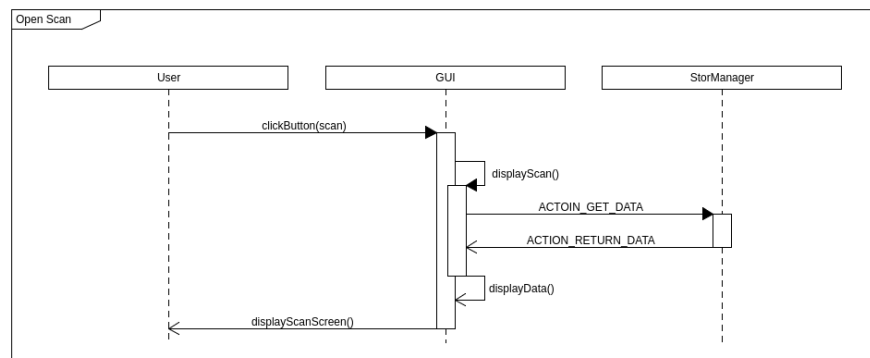 Open Scan
User
GUI
StorManager
clickButton(scan)
displayScan()
ACTOIN_GET_DATA
ACTION_RETURN_DATA
displayData()
displayScanScreen()